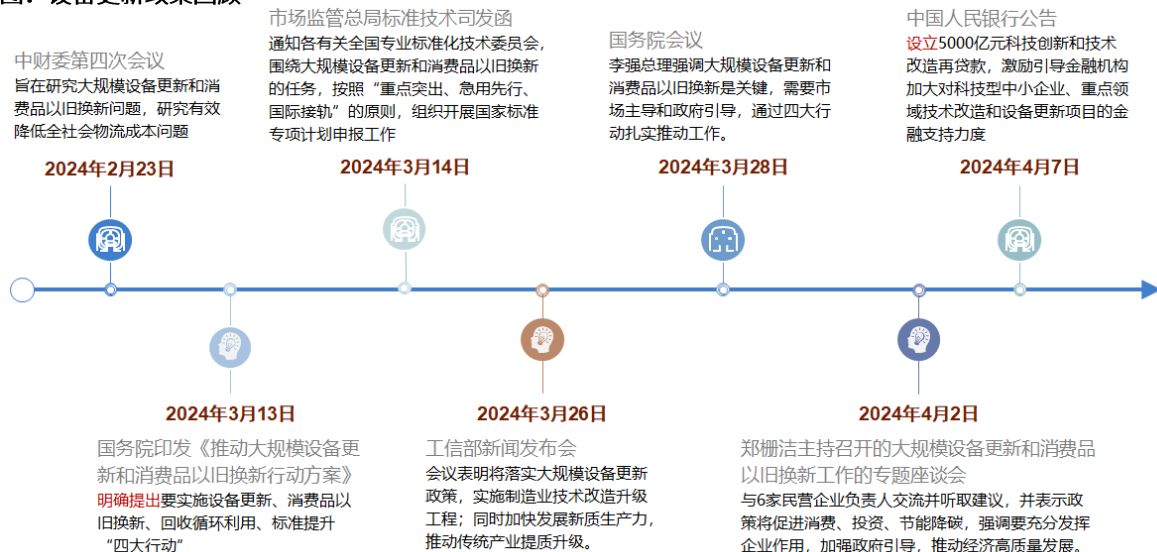 图：设备更新政策回顾
中财委第四次会议
旨在研究大规模设备更新和消
费品以旧换新问题，研究有效
降低全社会物流成本问题
2024年2月23日
市场监管总局标准技术司发函
通知各有关全国专业标准化技术委员会，
围绕大规模设备更新和消费品以旧换新
的任务，按照“重点突出、急用先行、
国际接轨”的原则，组织开展国家标准
专项计划申报工作
2024年3月14日
国务院会议
李强总理强调大规模设备更新和
消费品以旧换新是关键，需要市
场主导和政府引导，通过四大行
动扎实推动工作。
2024年3月28日
中国人民银行公告
设立5000亿元科技创新和技术
改造再贷款，激励引导金融机构
加大对科技型中小企业、重点领
域技术改造和设备更新项目的金
融支持力度
2024年4月7日
2024年3月13日
国务院印发《推动大规模设备更
新和消费品以旧换新行动方案》
明确提出要实施设备更新、消费品以
旧换新、回收循环利用、标准提升
“四大行动”
2024年3月26日
工信部新闻发布会
会议表明将落实大规模设备更新
政策，实施制造业技术改造升级
工程；同时加快发展新质生产力，
推动传统产业提质升级。
2024年4月2日
郑栅洁主持召开的大规模设备更新和消费品
以旧换新工作的专题座谈会
与6家民营企业负责人交流并听取建议，并表示政
策将促进消费、投资、节能降碳，强调要充分发挥
企业作用，加强政府引导，推动经济高质量发展。